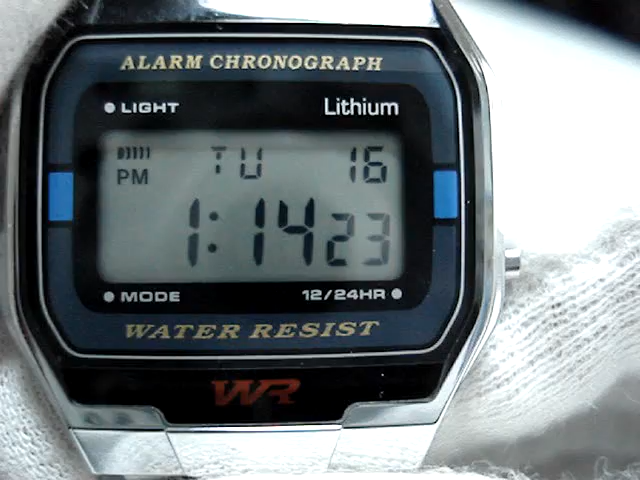 ALARM CHRONOGRAPH
LIGHT Lithium
TU 16
PM
1:14 23
MODE 12/24HR
WATER RESIST
WR